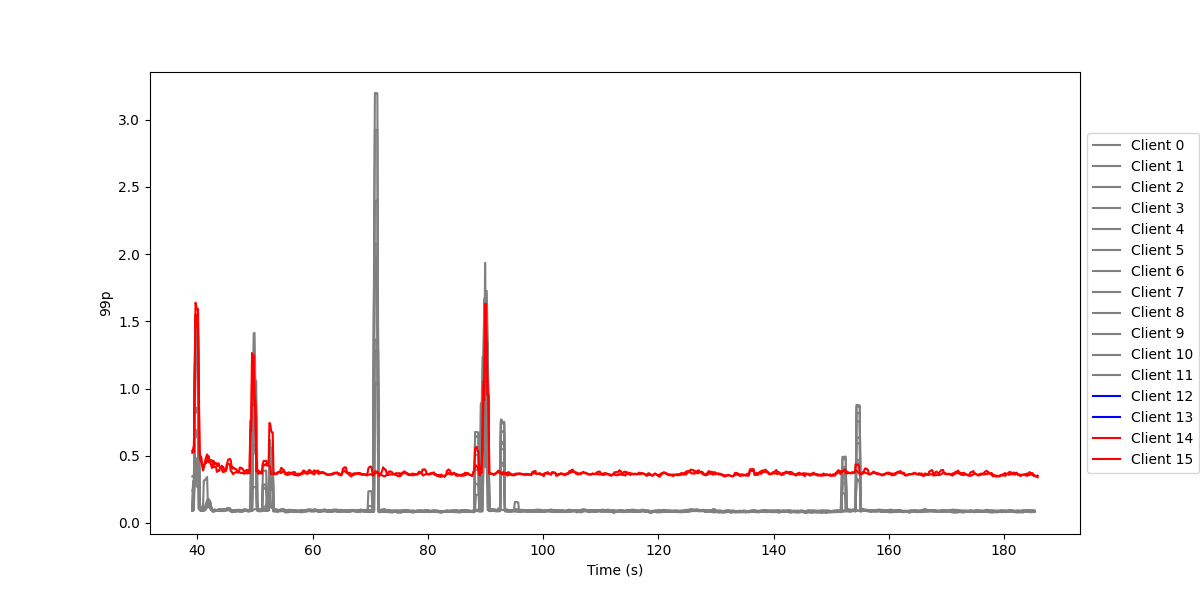 3.0
2.5
2.0
1.5
1.0
0.5
0.0
99p
40 60 80 100 120 140 160 180
Time (s)
Client 0
Client 1
Client 2
Client 3
Client 4
Client 5
Client 6
Client 7
Client 8
Client 9
Client 10
Client 11
Client 12
Client 13
Client 14
Client 15